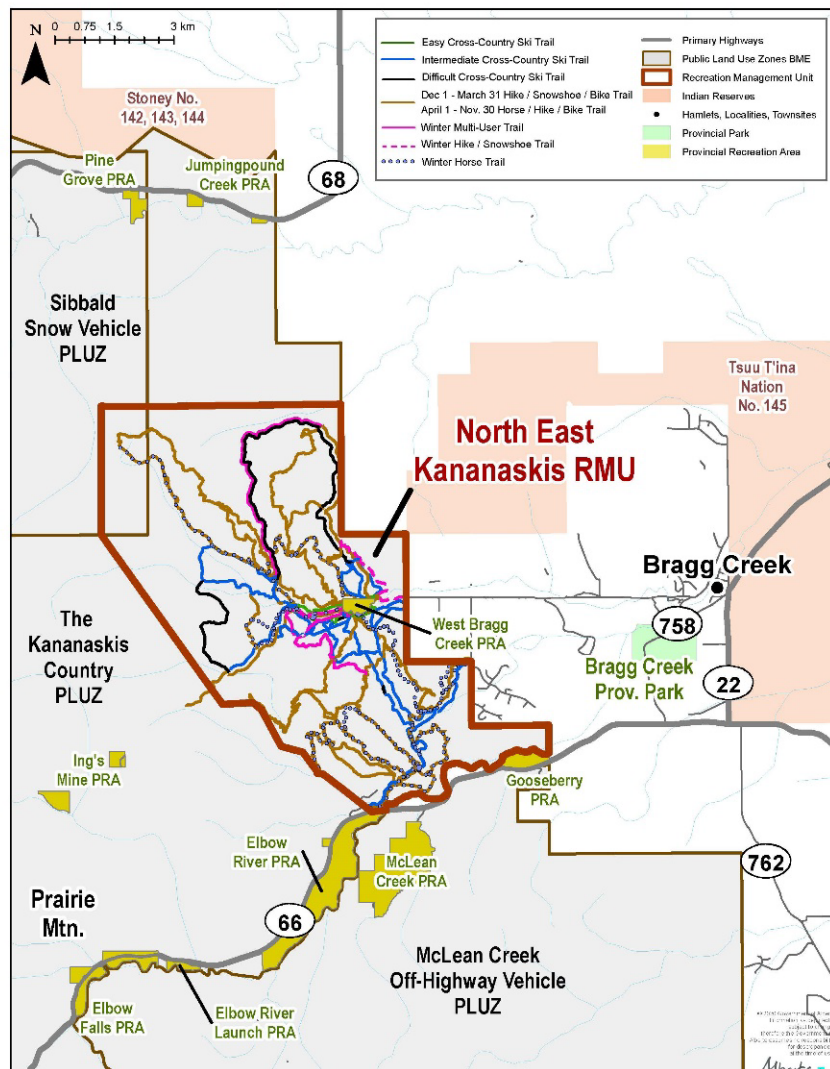 N
0 0.75 1.5 3 km
Easy Cross-Country Ski Trail
Intermediate Cross-Country Ski Trail
Difficult Cross-Country Ski Trail
Dec 1 - March 31 Hike / Snowshoe / Bike Trail
April 1 - Nov. 30 Horse / Hike / Bike Trail
Winter Multi-User Trail
Winter Hike / Snowshoe Trail
Winter Horse Trail
Primary Highways
Public Land Use Zones BME
Recreation Management Unit
Indian Reserves
Hamlets, Localities, Townsites
Provincial Park
Provincial Recreation Area
Stoney No.
142, 143, 144
Pine
Grove PRA
Jumpingpound
Creek PRA
68
Sibbald
Snow Vehicle
PLUZ
Tsuu T'ina
Nation
No. 145
North East
Kananaskis RMU
Bragg Creek
758
West Bragg
Creek PRA
The
Kananaskis
Country
PLUZ
Bragg Creek
Prov. Park
22
Ing's
Mine PRA
Gooseberry
PRA
Elbow
River PRA
McLean
Creek PRA
762
Prairie
Mtn.
66
McLean Creek
Off-Highway Vehicle
PLUZ
Elbow
Falls PRA
Elbow River
Launch PRA